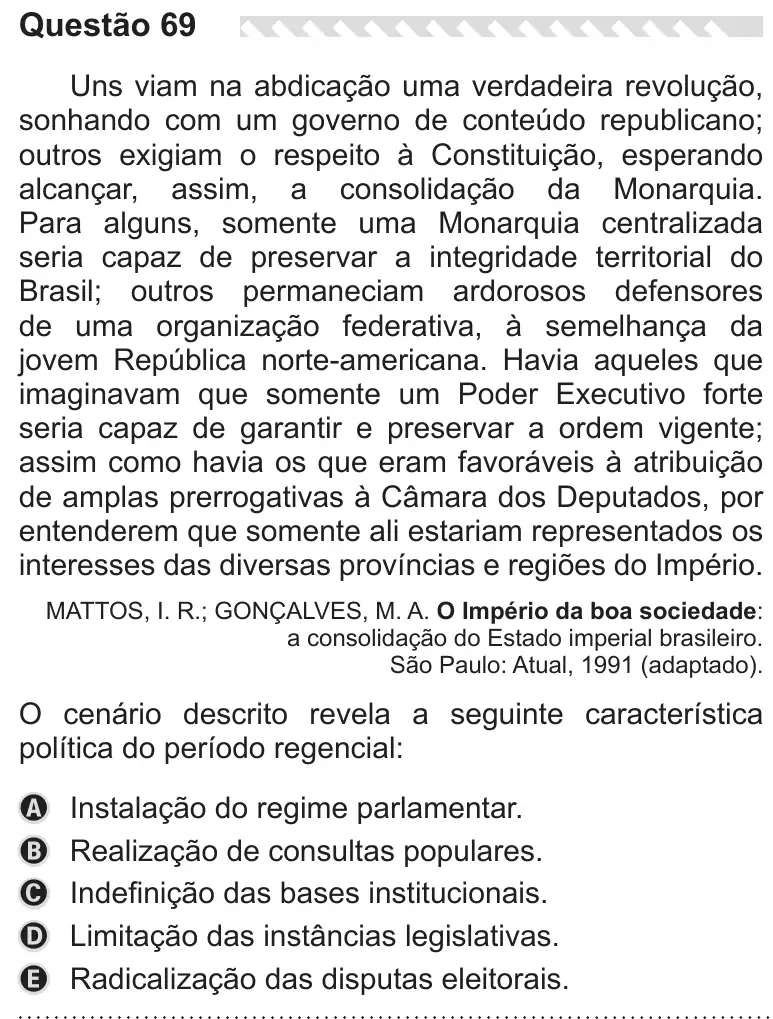 Questão 69
Uns viam na abdicação uma verdadeira revolução,
sonhando com um governo de conteúdo republicano;
outros exigiam o respeito à Constituição, esperando
alcançar, assim, a consolidação da Monarquia.
Para alguns, somente uma Monarquia centralizada
seria capaz de preservar a integridade territorial do
Brasil; outros permaneciam ardorosos defensores
de uma organização federativa, à semelhança da
jovem República norte-americana. Havia aqueles que
imaginavam que somente um Poder Executivo forte
seria capaz de garantir e preservar a ordem vigente;
assim como havia os que eram favoráveis à atribuição
de amplas prerrogativas à Câmara dos Deputados, por
entenderem que somente ali estariam representados os
interesses das diversas províncias e regiões do Império.
MATTOS, I. R.; GONÇALVES, M. A. O Império da boa sociedade:
a consolidação do Estado imperial brasileiro.
São Paulo: Atual, 1991 (adaptado).
O cenário descrito revela a seguinte característica
política do período regencial:
A Instalação do regime parlamentar.
B Realização de consultas populares.
C Indefinição das bases institucionais.
D Limitação das instâncias legislativas.
E Radicalização das disputas eleitorais.